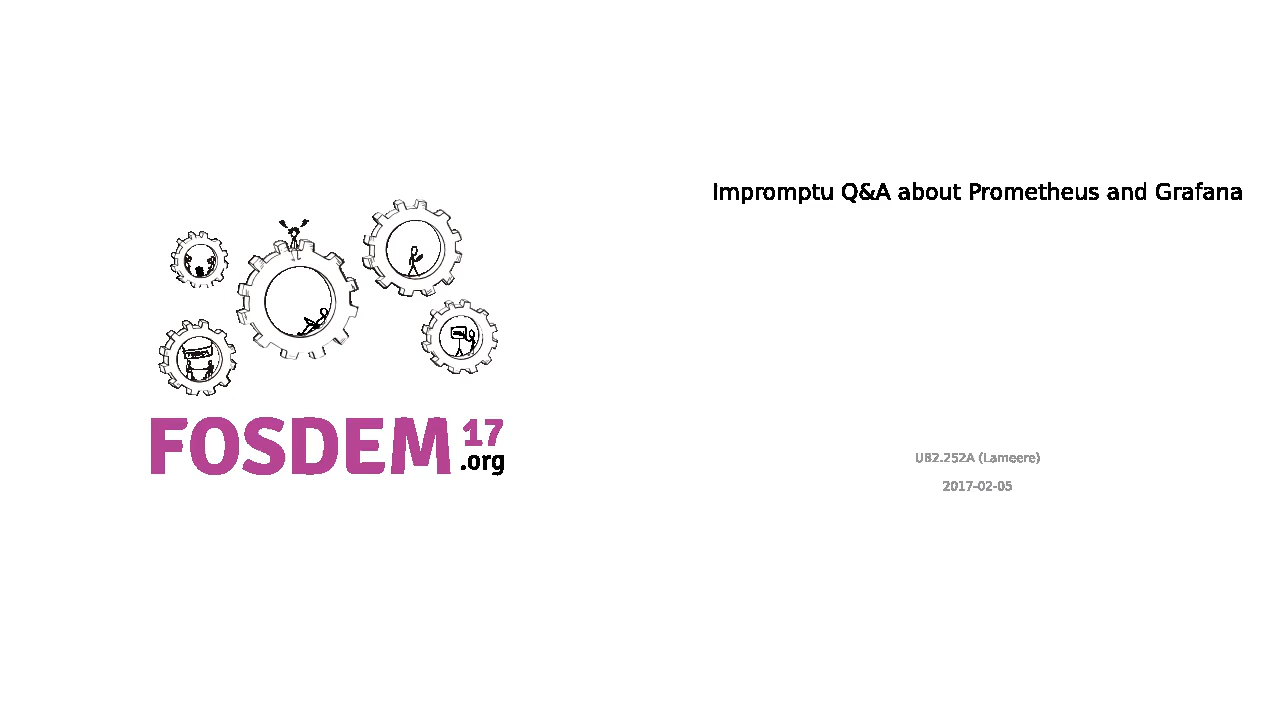 Impromptu Q&A about Prometheus and Grafana
FOSDEM 17
.org
UB2.252A (Lameere)
2017-02-05